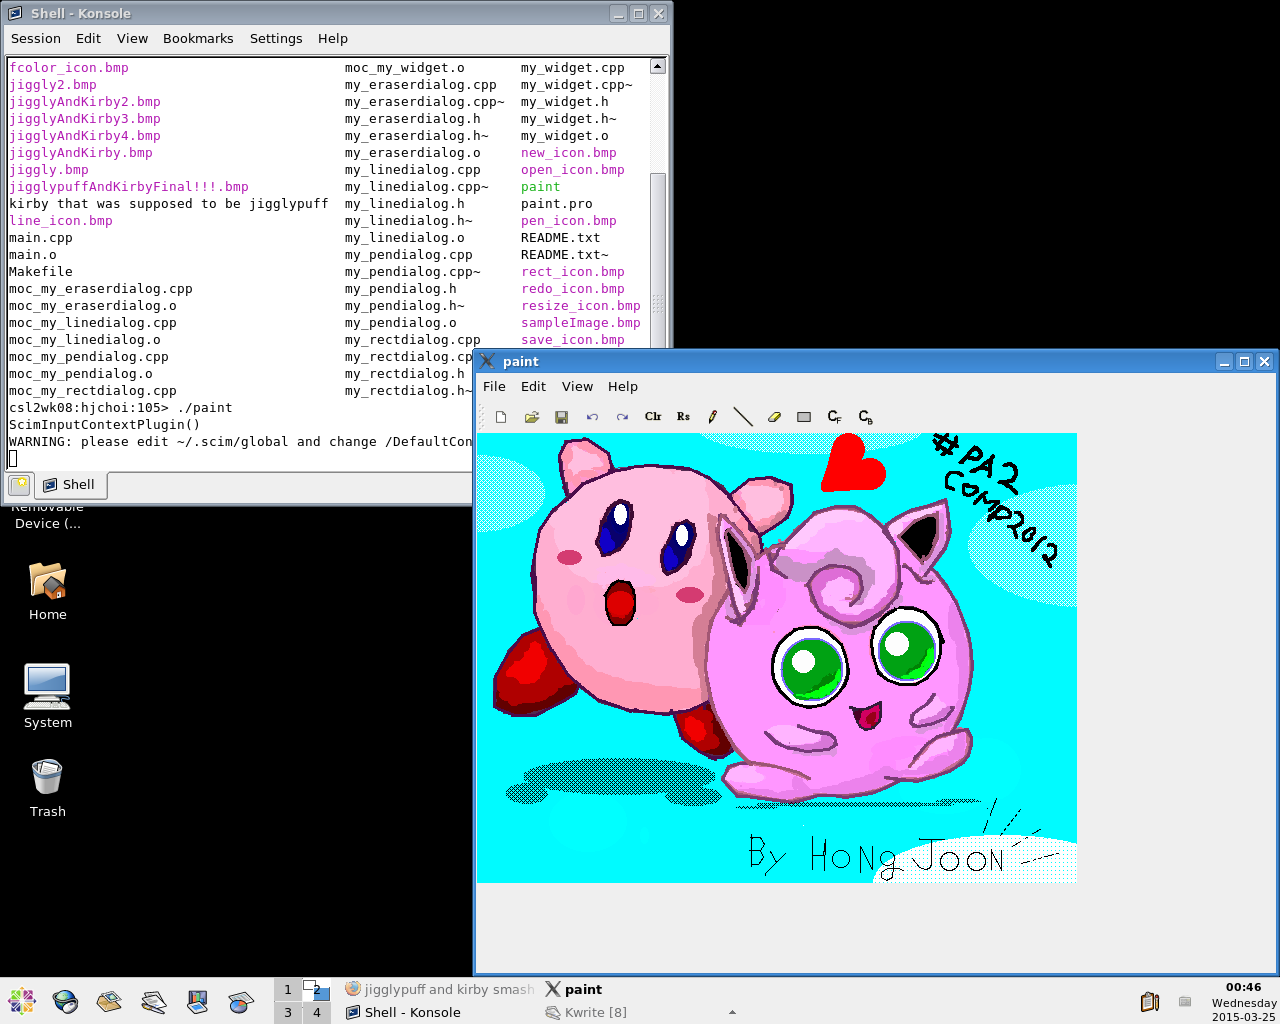 Shell - Konsole
Session Edit View Bookmarks Settings Help
fcolor_icon.bmp moc_my_widget.o my_widget.cpp
jiggly2.bmp my_eraserdialog.cpp my_widget.cpp~
jigglyAndKirby2.bmp my_eraserdialog.cpp~ my_widget.h
jigglyAndKirby3.bmp my_eraserdialog.h my_widget.h~
jigglyAndKirby4.bmp my_eraserdialog.h~ my_widget.o
jigglyAndKirby.bmp my_eraserdialog.o new_icon.bmp
jiggly.bmp my_linedialog.cpp open_icon.bmp
jigglypuffAndKirbyFinal!!!.bmp my_linedialog.cpp~ paint
kirby that was supposed to be jigglypuff my_linedialog.h paint.pro
line_icon.bmp my_linedialog.h~ pen_icon.bmp
main.cpp my_linedialog.o README.txt
main.o my_pendialog.cpp README.txt~
Makefile my_pendialog.cpp~ rect_icon.bmp
moc_my_eraserdialog.cpp my_pendialog.h redo_icon.bmp
moc_my_eraserdialog.o my_pendialog.h~ resize_icon.bmp
moc_my_linedialog.cpp my_pendialog.o sampleImage.bmp
moc_my_linedialog.o my_rectdialog.cpp save_icon.bmp
moc_my_pendialog.cpp my_rectdialog.cp
moc_my_pendialog.o my_rectdialog.h
moc_my_rectdialog.cpp my_rectdialog.h~
csl2wk08:hjchoi:105> ./paint
ScimInputContextPlugin()
WARNING: please edit ~/.scim/global and change /DefaultCon
Shell
paint
File Edit View Help
Clr Rs CF CB
#PA2
COMP2012
By HONg JOON
Removable
Device (...
Home
System
Trash
1 2 jigglypuff and kirby smash paint
3 4 Shell - Konsole Kwrite [8]
00:46
Wednesday
2015-03-25